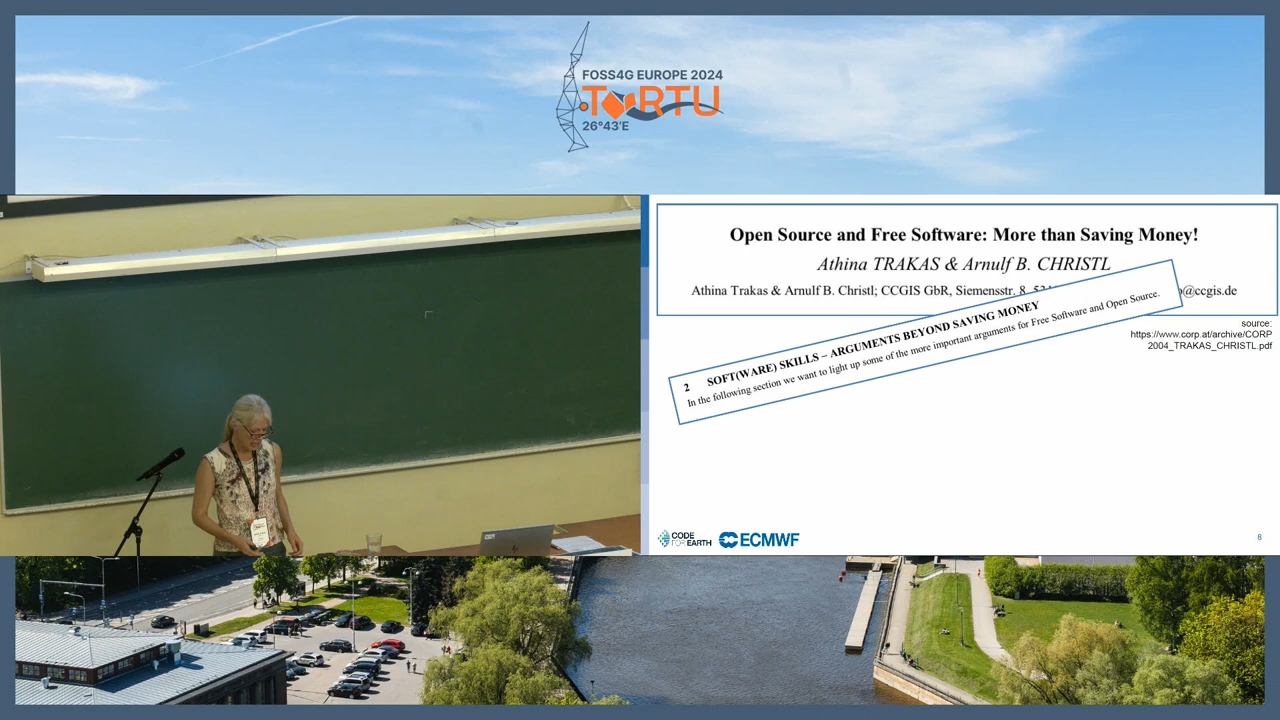 FOSS4G EUROPE 2024
TARTU
26°43'E
Open Source and Free Software: More than Saving Money!
Athina TRAKAS & Arnulf B. CHRISTL
Athina Trakas & Arnulf B. Christl; CCGIS GbR, Siemensstr. 8, @ccgis.de
source:
https://www.corp.at/archive/CORP
2004_TRAKAS_CHRISTL.pdf
2 SOFT(WARE) SKILLS – ARGUMENTS BEYOND SAVING MONEY
In the following section we want to light up some of the more important arguments for Free Software and Open Source.
CODE
FOR EARTH
ECMWF
8